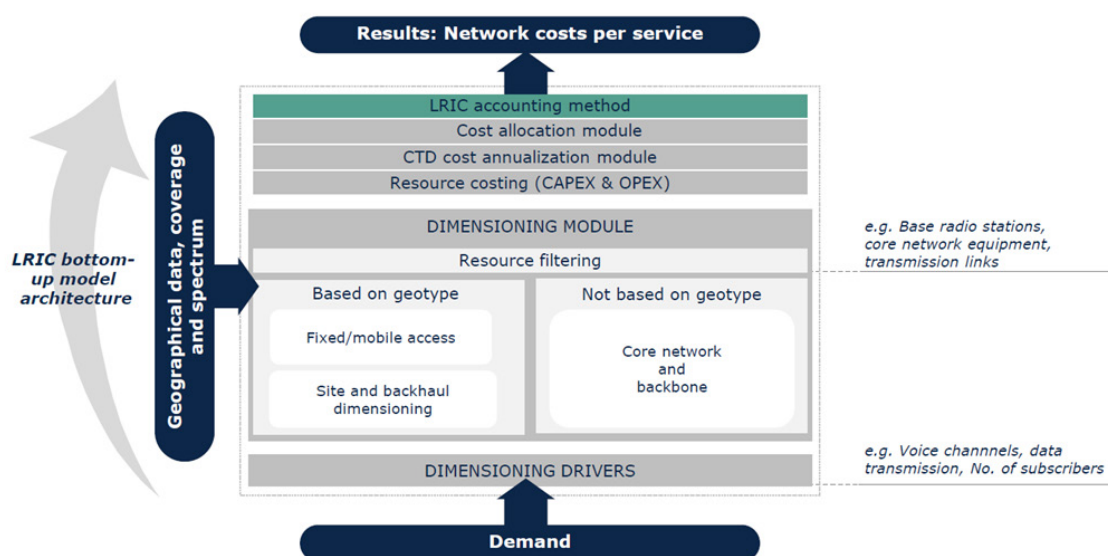 Results: Network costs per service
LRIC accounting method
Cost allocation module
CTD cost annualization module
Resource costing (CAPEX & OPEX)
LRIC bottom-
up model
architecture
Geographical data, coverage
and spectrum
DIMENSIONING MODULE
Resource filtering
Based on geotype
Fixed/mobile access
Site and backhaul
dimensioning
Not based on geotype
Core network
and
backbone
e.g. Base radio stations,
core network equipment,
transmission links
DIMENSIONING DRIVERS
e.g. Voice channnels, data
transmission, No. of subscribers
Demand